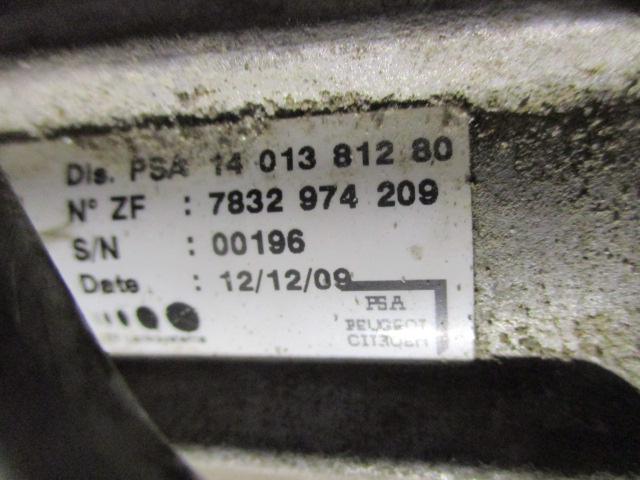 Dis. PSA 14 013 812 80
N° ZF : 7832 974 209
S/N : 00196
Date : 12/12/09
PSA
PEUGEOT
CITROEN